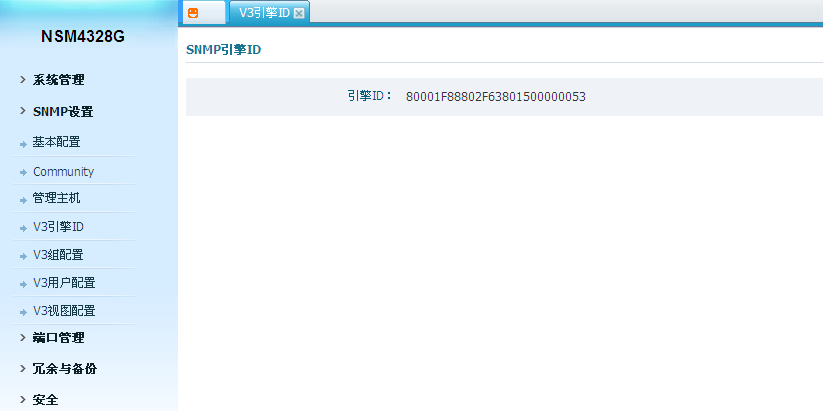 NSM4328G
系统管理
SNMP设置
基本配置
Community
管理主机
V3引擎ID
V3组配置
V3用户配置
V3视图配置
端口管理
冗余与备份
安全
V3引擎ID
SNMP引擎ID
引擎ID： 80001F88802F63801500000053